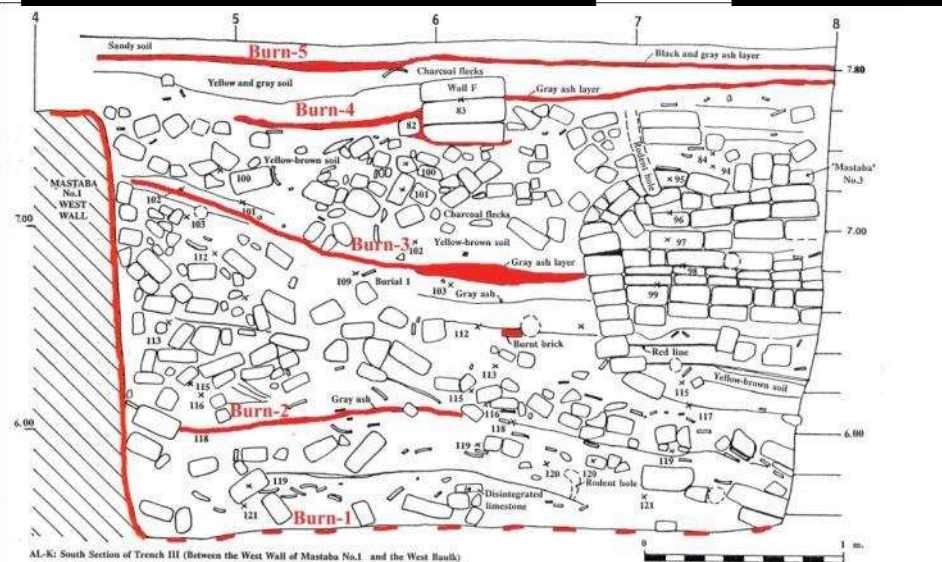 4 5 6 7 8
Sandy soil
Burn-5
Black and gray ash layer
7.80
Charcoal flecks
Yellow and gray soil
Wall F
Gray ash layer
83
Burn-4
82
Rodent hole
84
94
Yellow-brown soil
100
100
"Mastaba"
No.3
95
MASTABA
No.1
WEST
WALL
102
101
101
96
103
Charcoal flecks
7.00
7.00
Burn-3
102
Yellow-brown soil
97
112
Gray ash layer
98
109
Burial 1
103
Gray ash
99
112
113
Burnt brick
Red line
113
115
115
115
Yellow-brown soil
116
Gray ash
116
117
Burn-2
118
6.00
118
6.00
119
119
120
120
119
Rodent hole
121
Disintegrated
limestone
121
Burn-1
0 1 m.
AL-K: South Section of Trench III (Between the West Wall of Mastaba No.1 and the West Baulk)